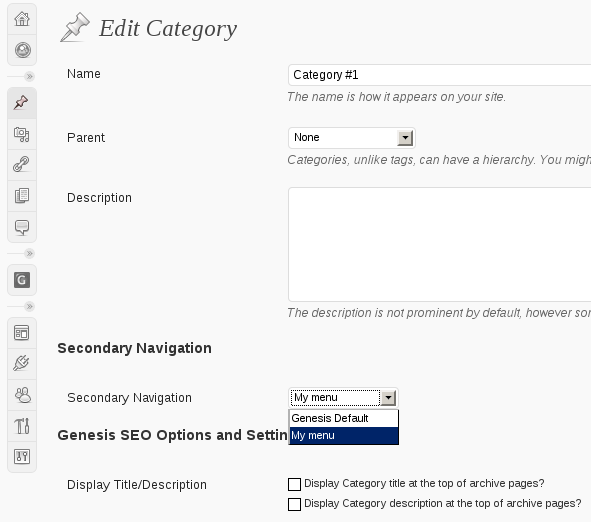 Edit Category
Name
Category #1
The name is how it appears on your site.
Parent
None
Categories, unlike tags, can have a hierarchy. You
Description
The description is not prominent by default, however
Secondary Navigation
Secondary Navigation
My menu
Genesis Default
My menu
Genesis SEO Options and
Display Title/Description
Display Category title at the top of archive pages?
Display Category description at the top of archive pages?
G